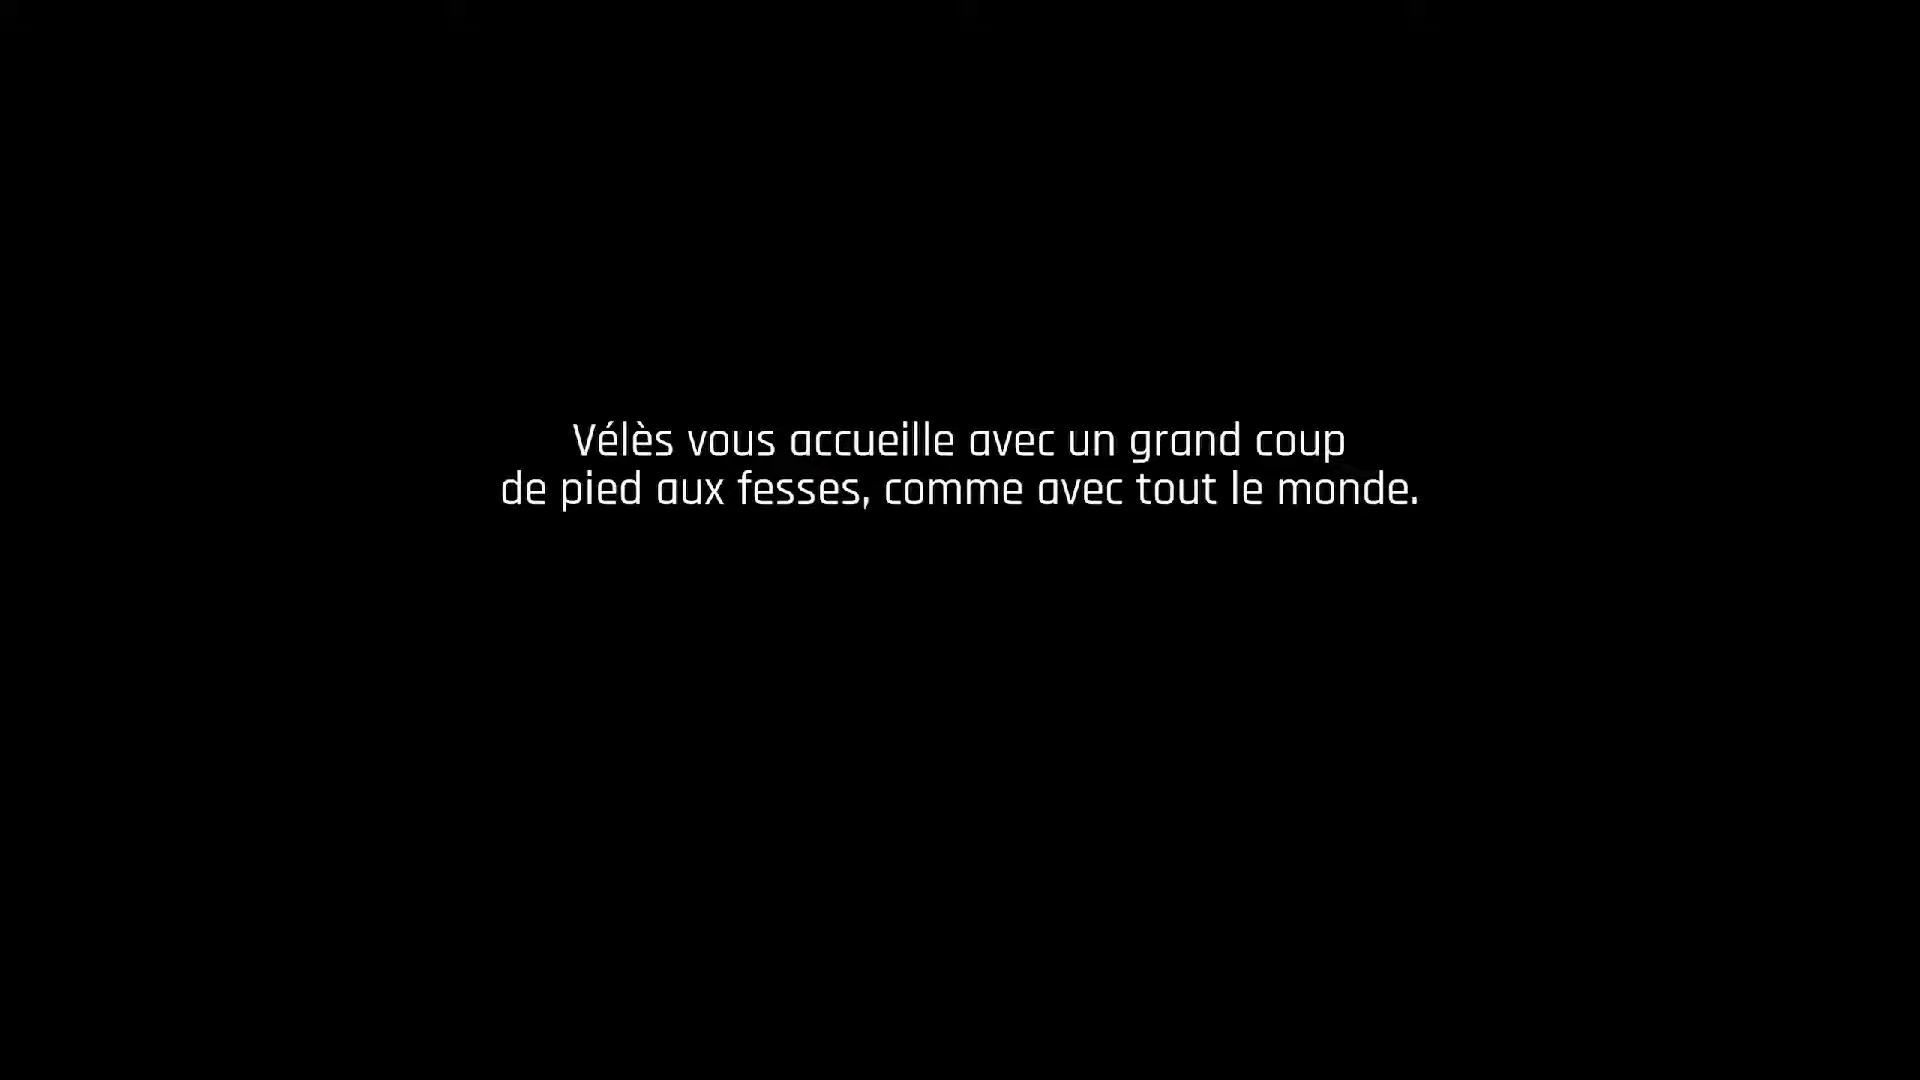 Vélès vous accueille avec un grand coup
de pied aux fesses, comme avec tout le monde.